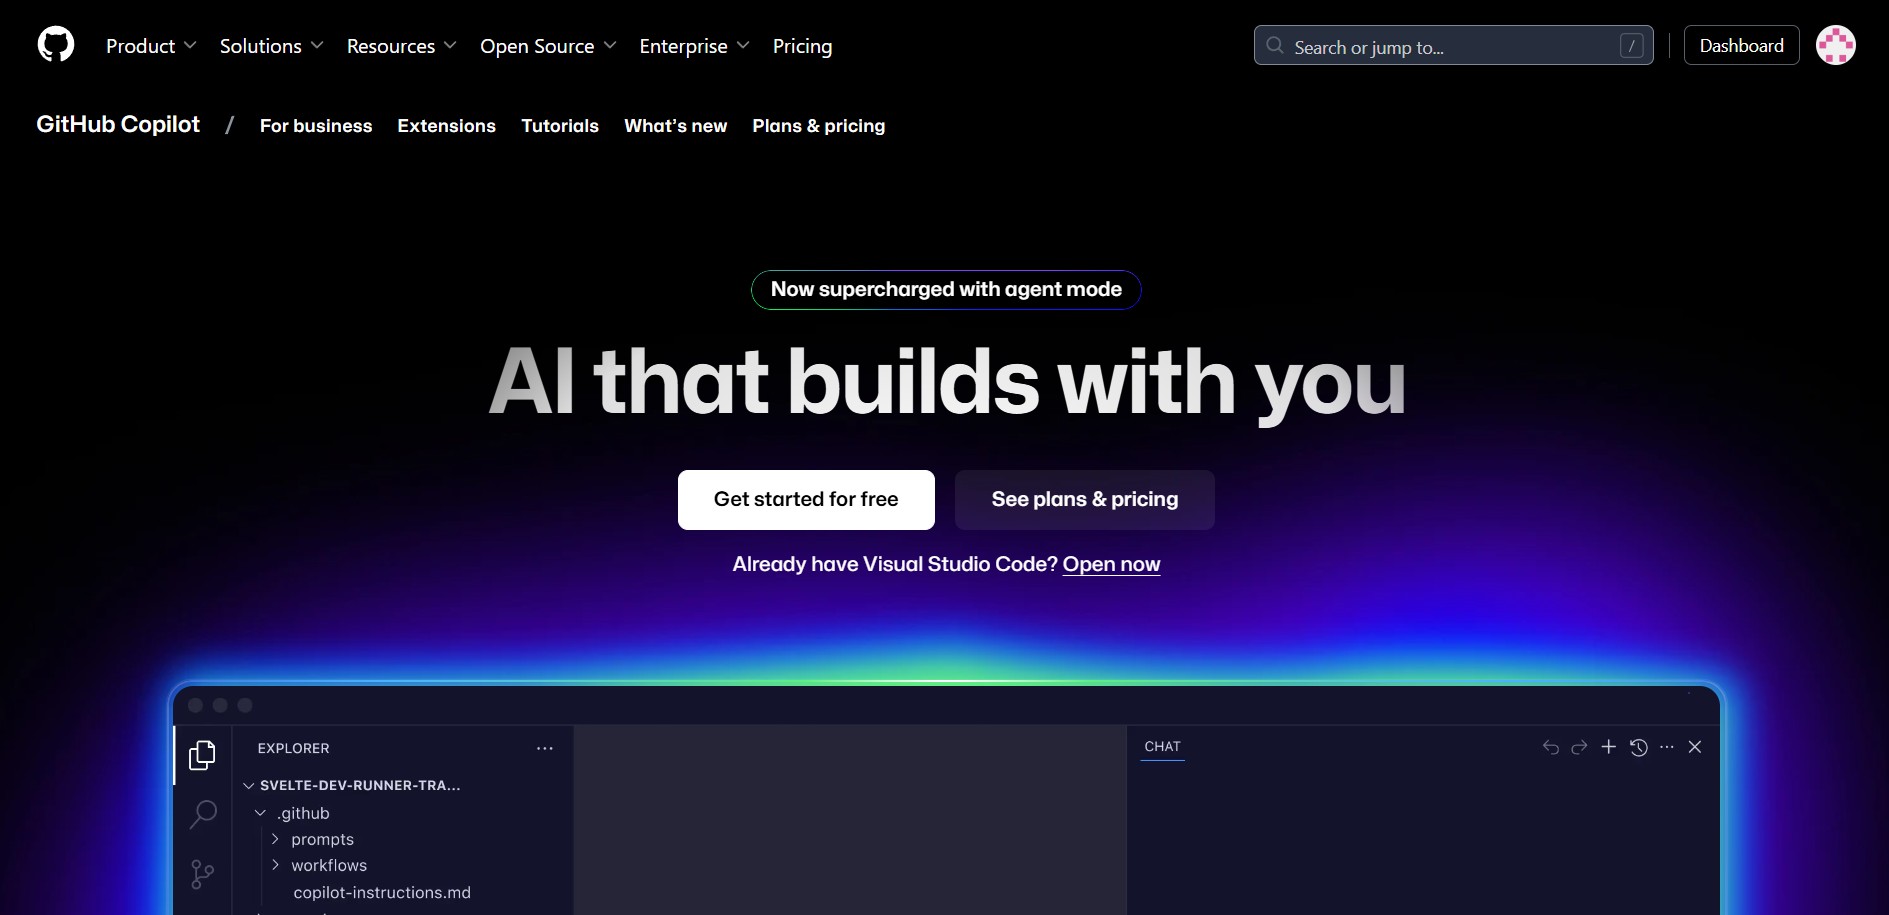 Product Solutions Resources Open Source Enterprise Pricing Search or jump to... / Dashboard
GitHub Copilot / For business Extensions Tutorials What's new Plans & pricing
Now supercharged with agent mode
AI that builds with you
Get started for free See plans & pricing
Already have Visual Studio Code? Open now
EXPLORER ··· CHAT
SVELTE-DEV-RUNNER-TRA...
.github
prompts
workflows
copilot-instructions.md